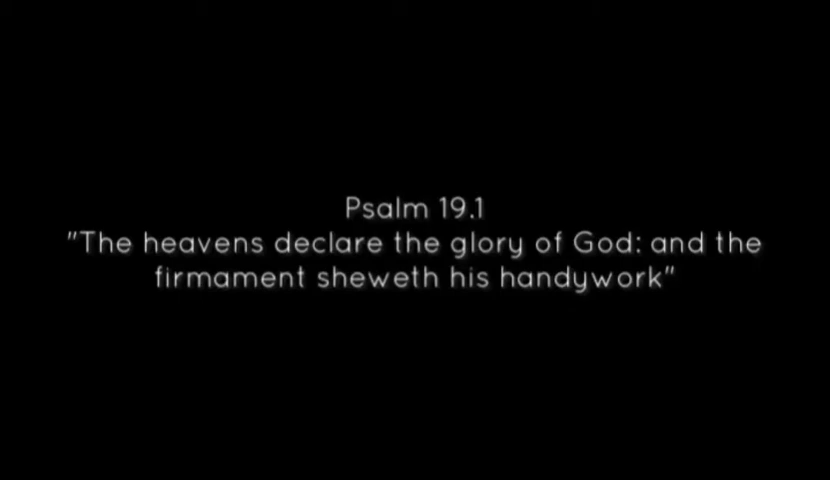 Psalm 19.1
"The heavens declare the glory of God: and the
firmament sheweth his handywork"